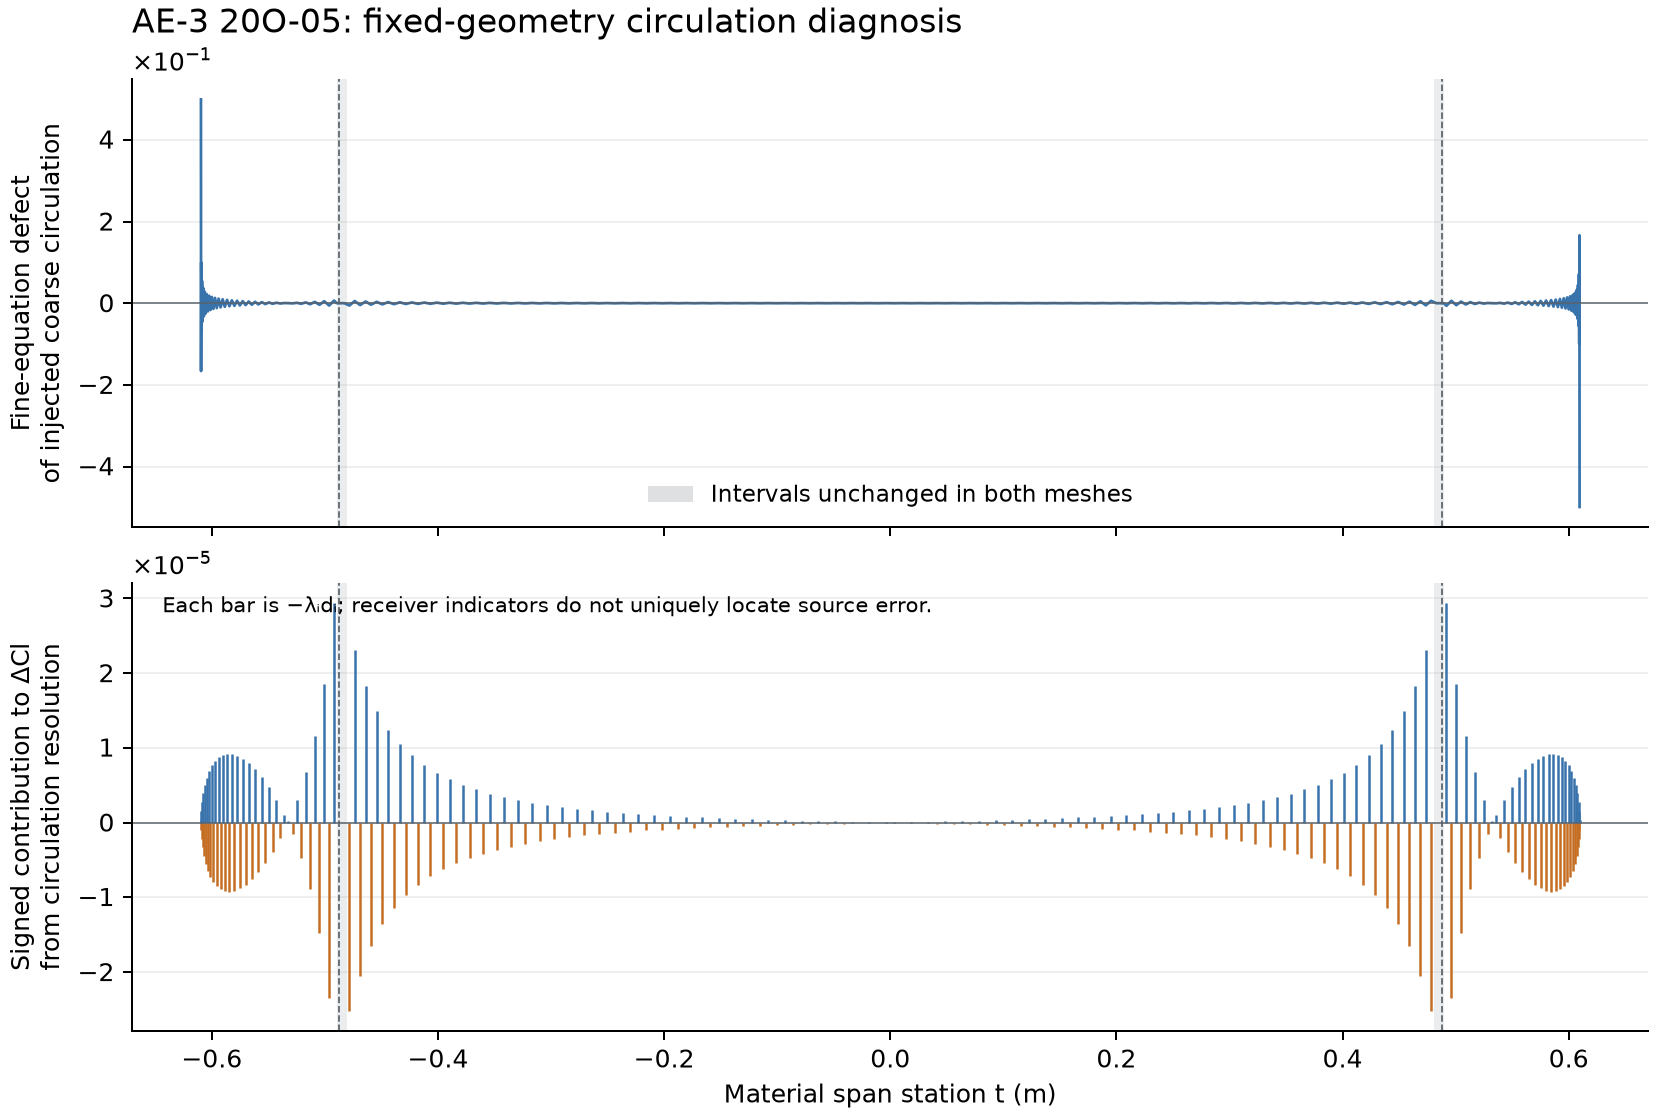 AE-3 20O-05: fixed-geometry circulation diagnosis
×10⁻¹
Fine-equation defect
of injected coarse circulation
4
2
0
−2
−4
Intervals unchanged in both meshes
×10⁻⁵
Each bar is −λᵢdᵢ; receiver indicators do not uniquely locate source error.
Signed contribution to ΔCl
from circulation resolution
3
2
1
0
−1
−2
−0.6 −0.4 −0.2 0.0 0.2 0.4 0.6
Material span station t (m)